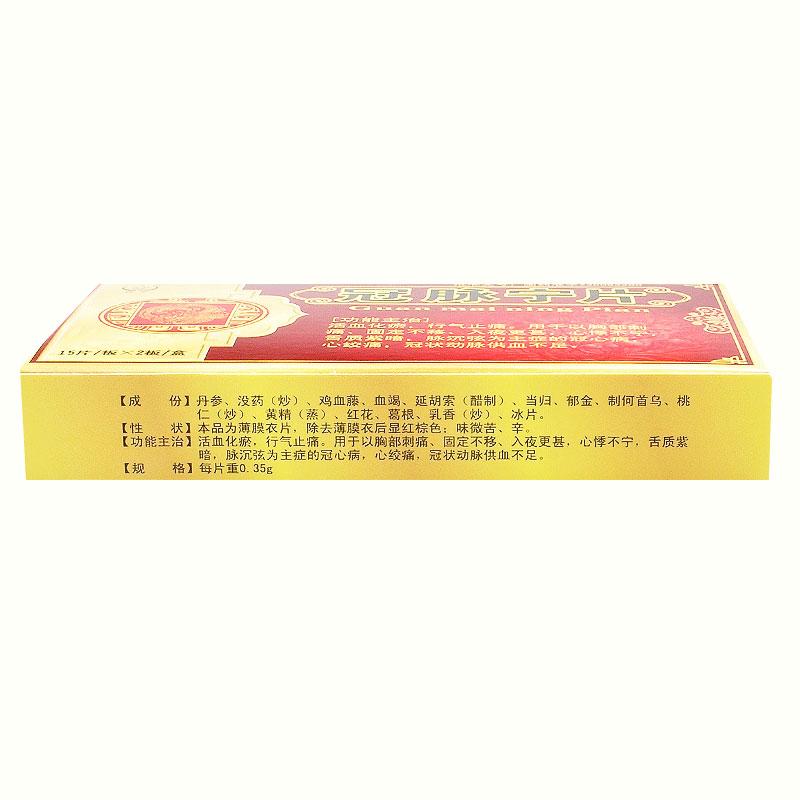 冠脉宁片
Guan mai ning Pian
[功能主治]
活血化瘀，行气止痛。用于以胸部刺
痛、固定不移、入夜更甚，心悸不宁，
舌质紫暗，脉沉弦为主症的冠心病，
心绞痛，冠状动脉供血不足。
15片/板×2板/盒
【成　份】丹参、没药（炒）、鸡血藤、血竭、延胡索（醋制）、当归、郁金、制何首乌、桃
仁（炒）、黄精（蒸）、红花、葛根、乳香（炒）、冰片。
【性　状】本品为薄膜衣片，除去薄膜衣后显红棕色；味微苦、辛。
【功能主治】活血化瘀，行气止痛。用于以胸部刺痛、固定不移、入夜更甚，心悸不宁，舌质紫
暗，脉沉弦为主症的冠心病，心绞痛，冠状动脉供血不足。
【规　格】每片重0.35g